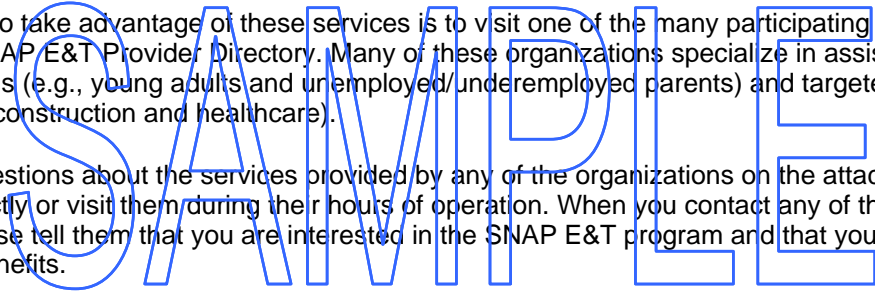 o take advantage of these services is to visit one of the many participating
AP E&T Provider Directory. Many of these organizations specialize in assis
s (e.g., young adults and unemployed/underemployed parents) and targete
construction and healthcare).
estions about the services provided by any of the organizations on the attac
ctly or visit them during their hours of operation. When you contact any of th
se tell them that you are interested in the SNAP E&T program and that you
nefits.
SAMPLE